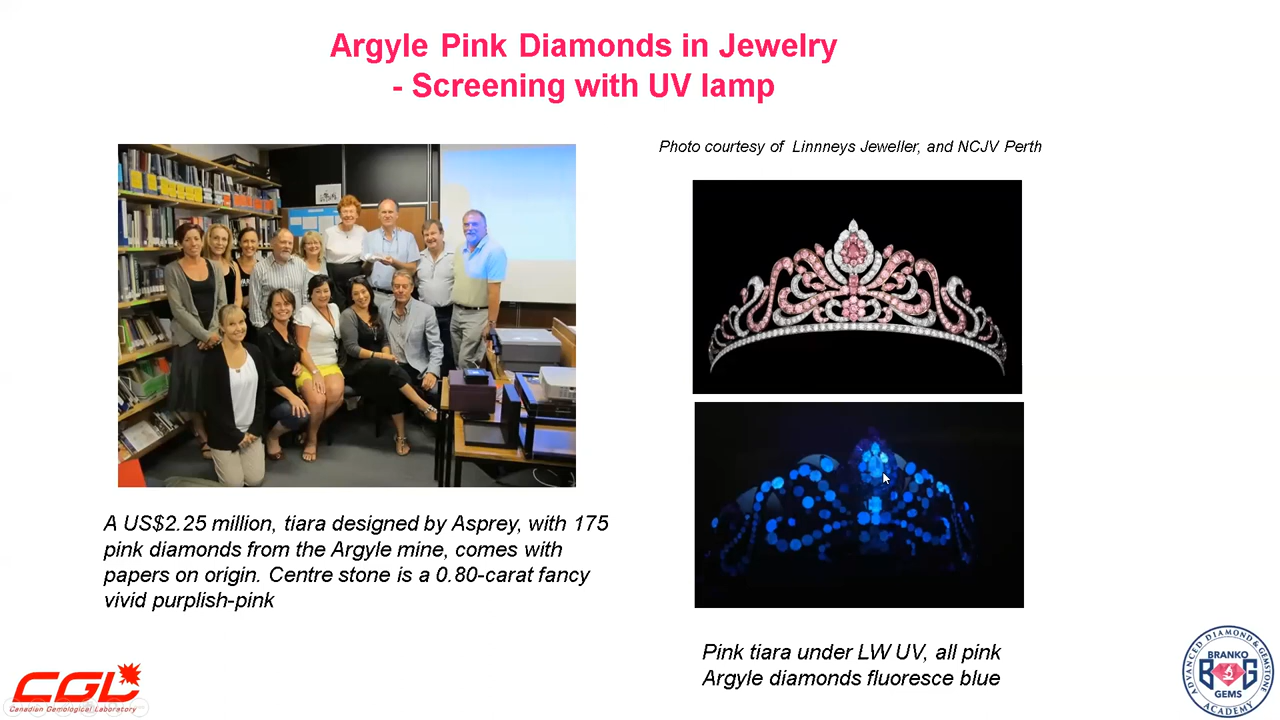 Argyle Pink Diamonds in Jewelry
- Screening with UV lamp
Photo courtesy of Linnneys Jeweller, and NCJV Perth
A US$2.25 million, tiara designed by Asprey, with 175
pink diamonds from the Argyle mine, comes with
papers on origin. Centre stone is a 0.80-carat fancy
vivid purplish-pink
Pink tiara under LW UV, all pink
Argyle diamonds fluoresce blue
CGL
Canadian Gemological Laboratory
ADVANCED DIAMOND & GEMSTONE
BRANKO
BG
GEMS
ACADEMY